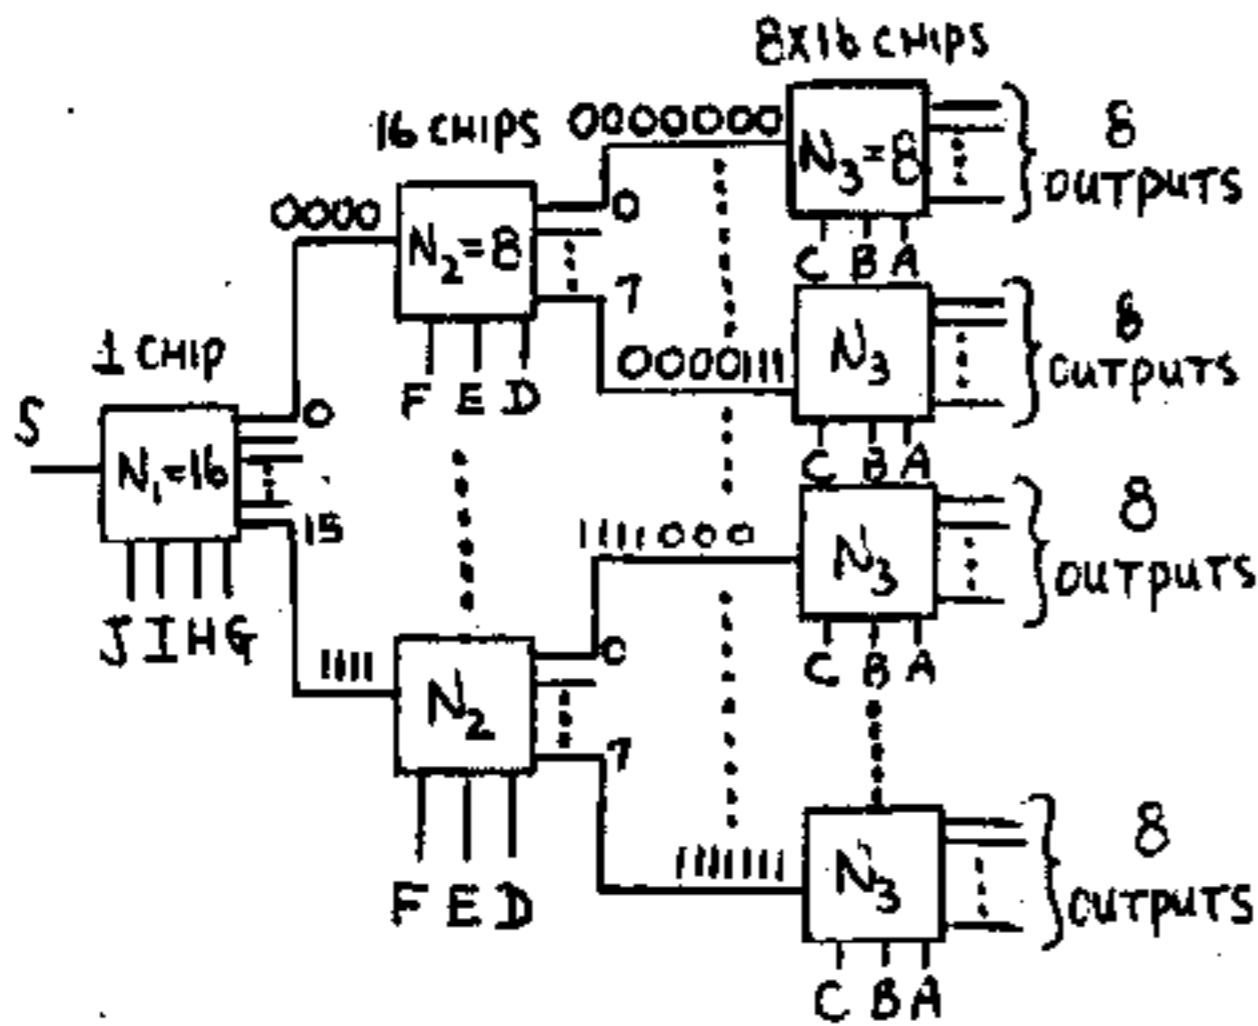 8X16 CHIPS
16 CHIPS
0000000
N₃=8
8
OUTPUTS
0000
N₂=8
0
7
C B A
F E D
0000111
N₃
8
OUTPUTS
C B A
1 CHIP
S
N₁=16
0
15
J I H G
1111
N₂
0
7
F E D
1111000
N₃
8
OUTPUTS
C B A
1111111
N₃
8
OUTPUTS
C B A